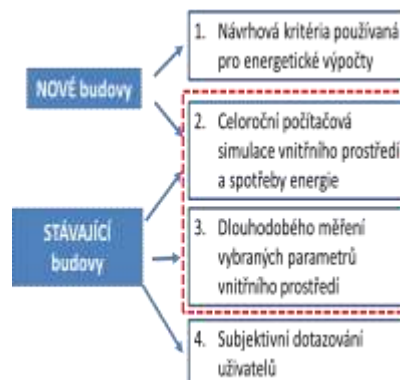 NOVÉ budovy
STÁVAJÍCÍ
budovy
1. Návrhová kritéria používaná
pro energetické výpočty
2. Celoroční počítačová
simulace vnitřního prostředí
a spotřeby energie
3. Dlouhodobého měření
vybraných parametrů
vnitřního prostředí
4. Subjektivní dotazování
uživatelů